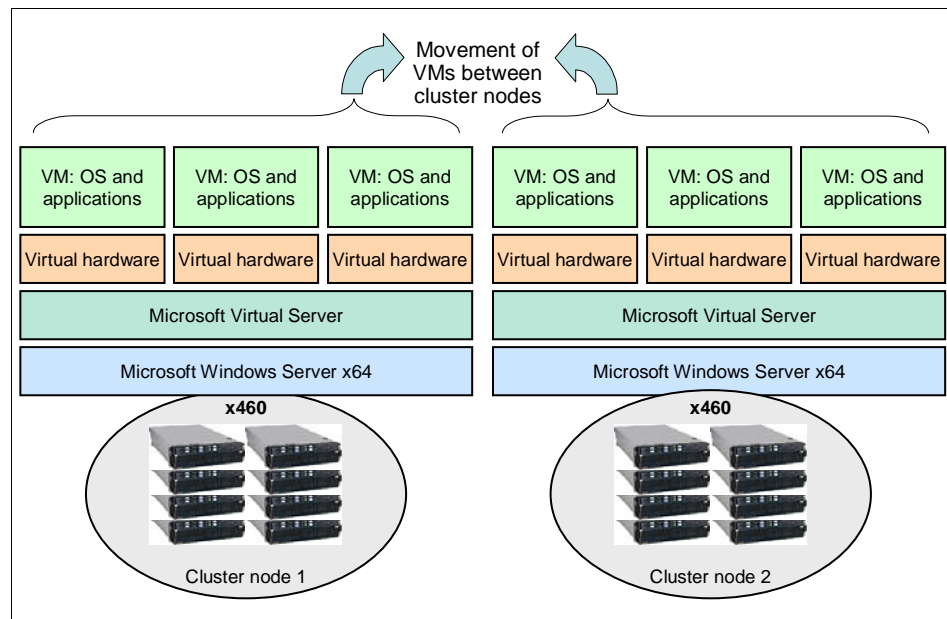 Movement of
VMs between
cluster nodes
VM: OS and
applications
VM: OS and
applications
VM: OS and
applications
Virtual hardware
Virtual hardware
Virtual hardware
Microsoft Virtual Server
Microsoft Windows Server x64
x460
Cluster node 1
VM: OS and
applications
VM: OS and
applications
VM: OS and
applications
Virtual hardware
Virtual hardware
Virtual hardware
Microsoft Virtual Server
Microsoft Windows Server x64
x460
Cluster node 2